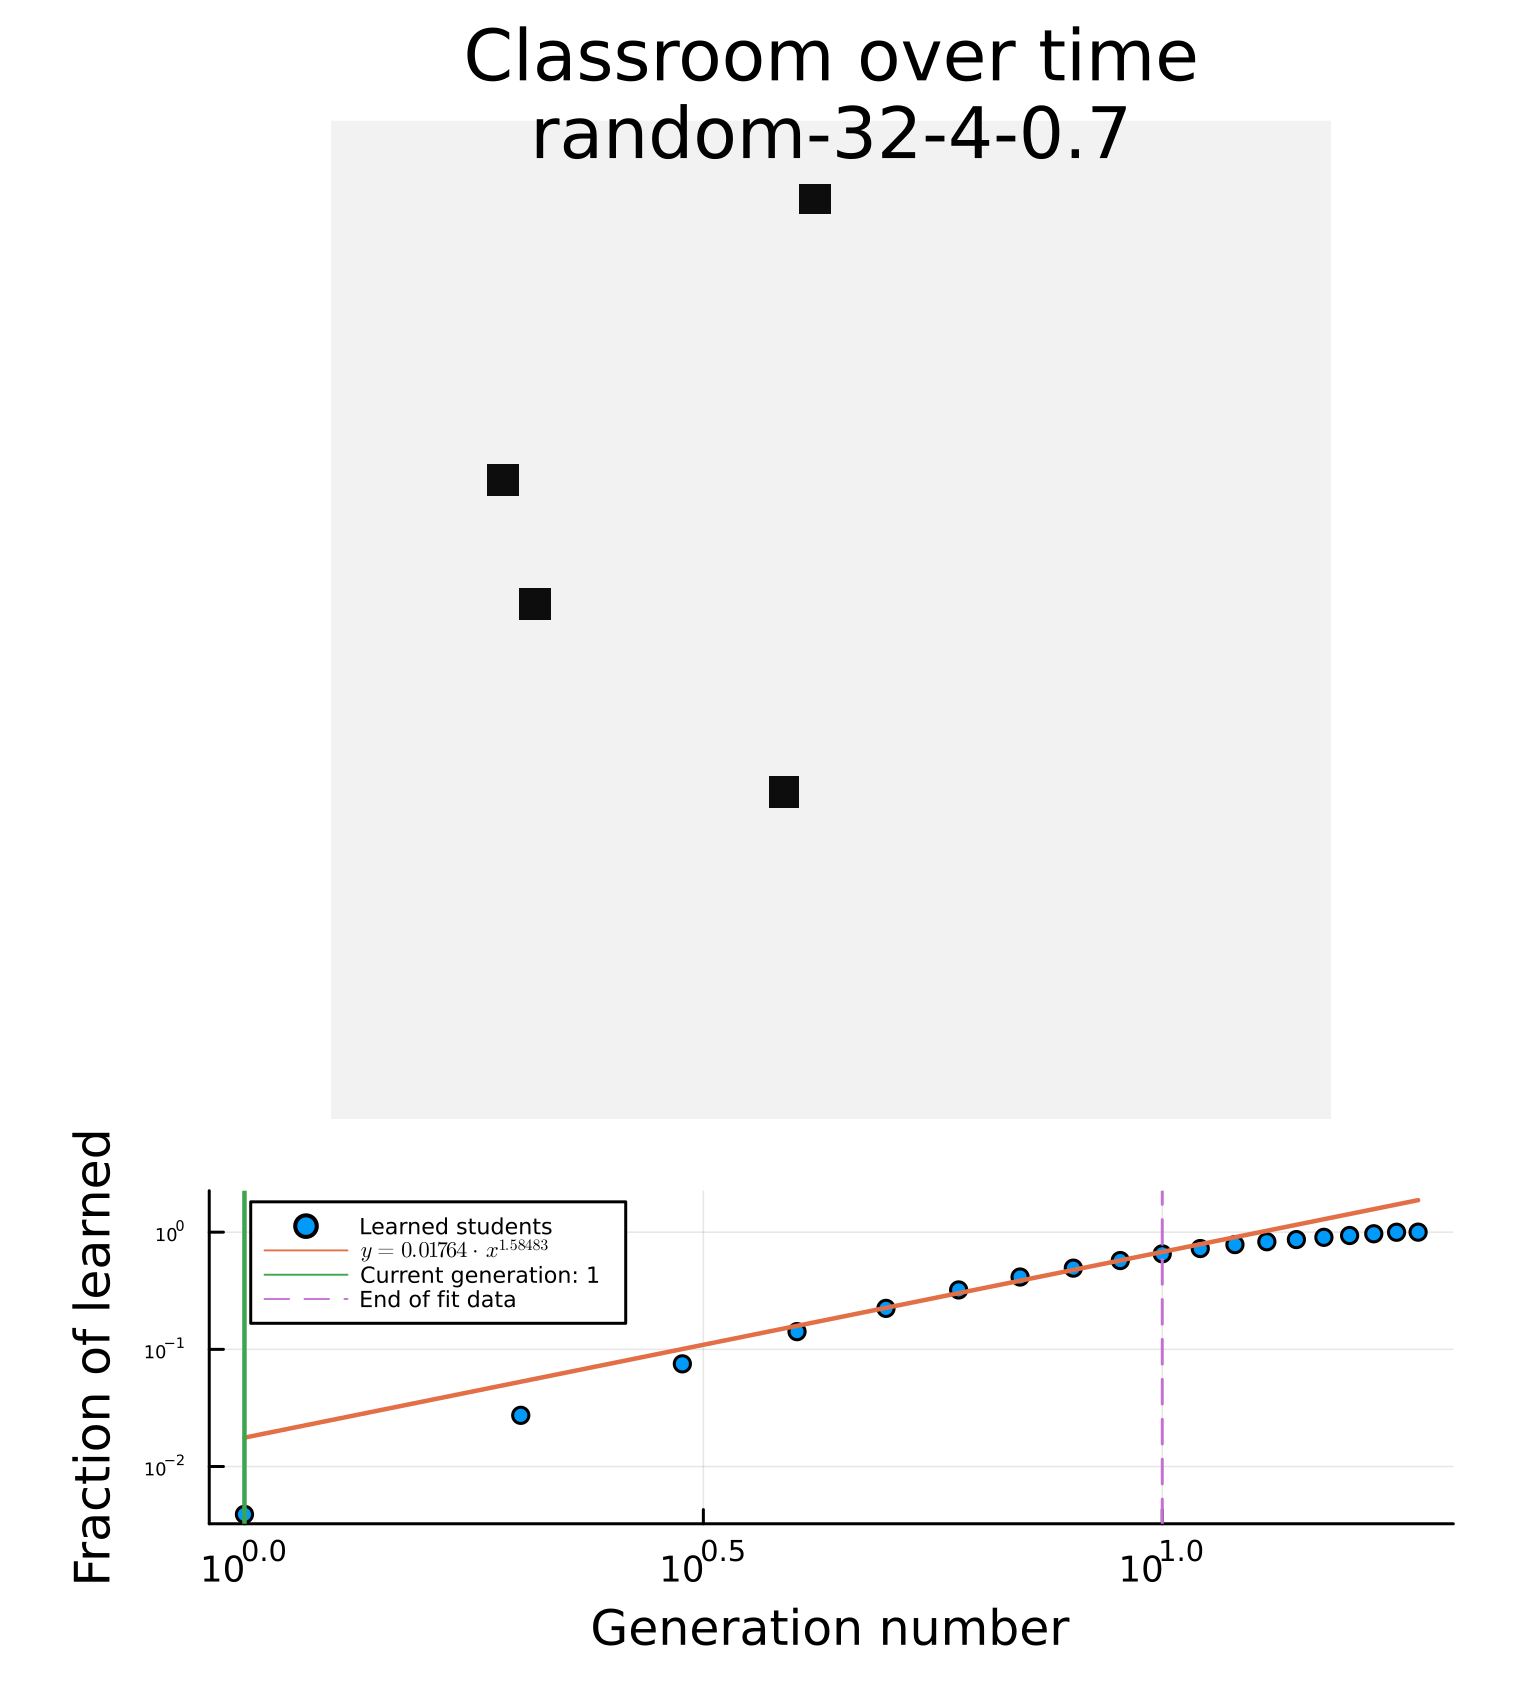 Classroom over time
random-32-4-0.7
Fraction of learned
10⁰
10⁻¹
10⁻²
Learned students
y = 0.01764 · x^1.58483
Current generation: 1
End of fit data
10^0.0 10^0.5 10^1.0
Generation number